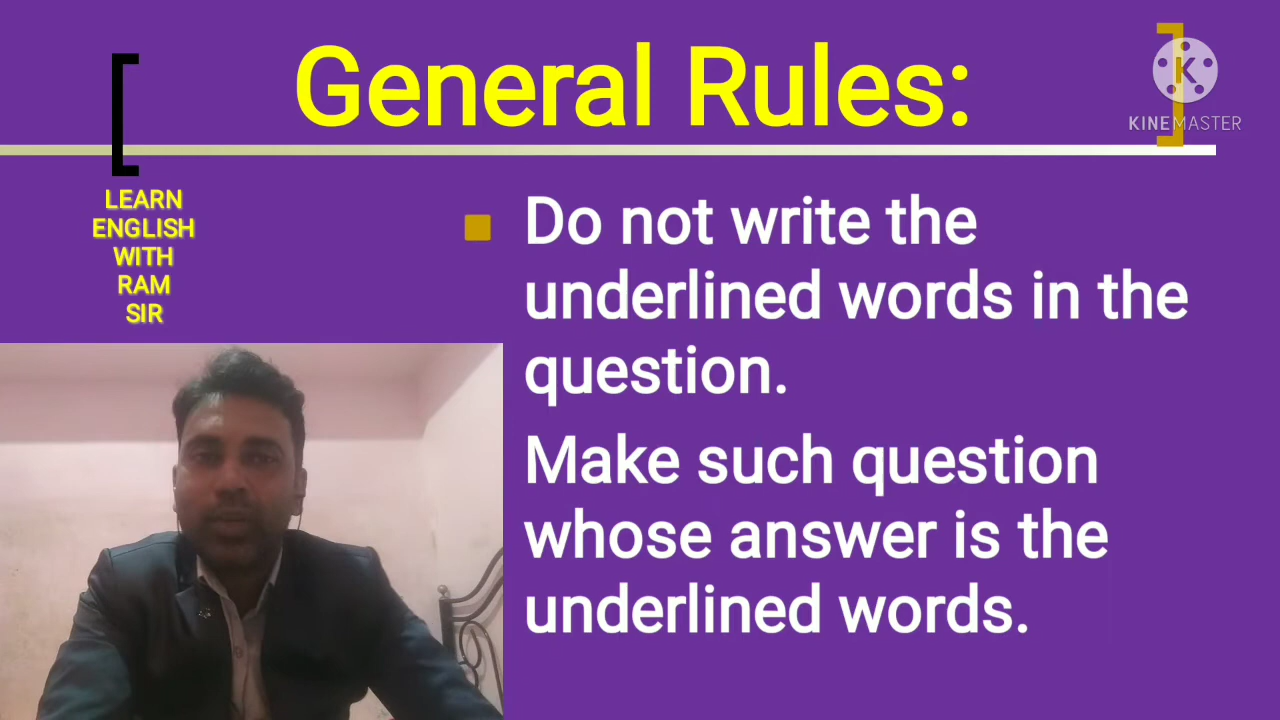 General Rules:
KINEMASTER
LEARN
ENGLISH
WITH
RAM
SIR
Do not write the
underlined words in the
question.
Make such question
whose answer is the
underlined words.